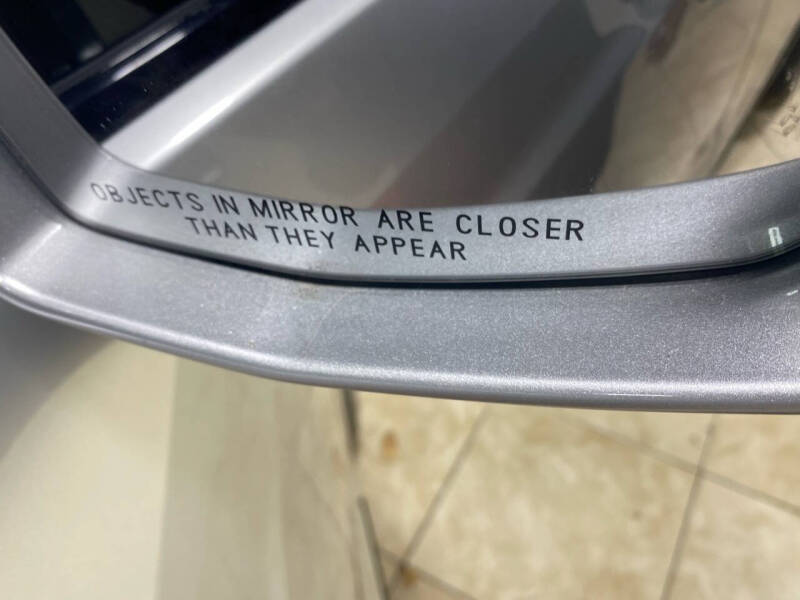 OBJECTS IN MIRROR ARE CLOSER
THAN THEY APPEAR